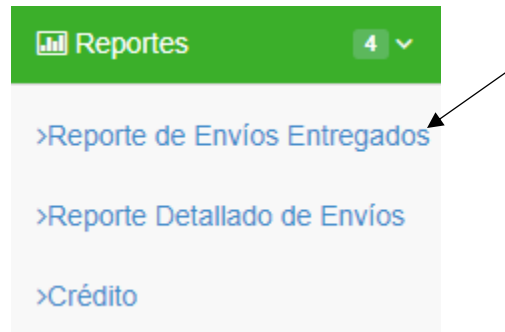 Reportes 4
>Reporte de Envíos Entregados
>Reporte Detallado de Envíos
>Crédito